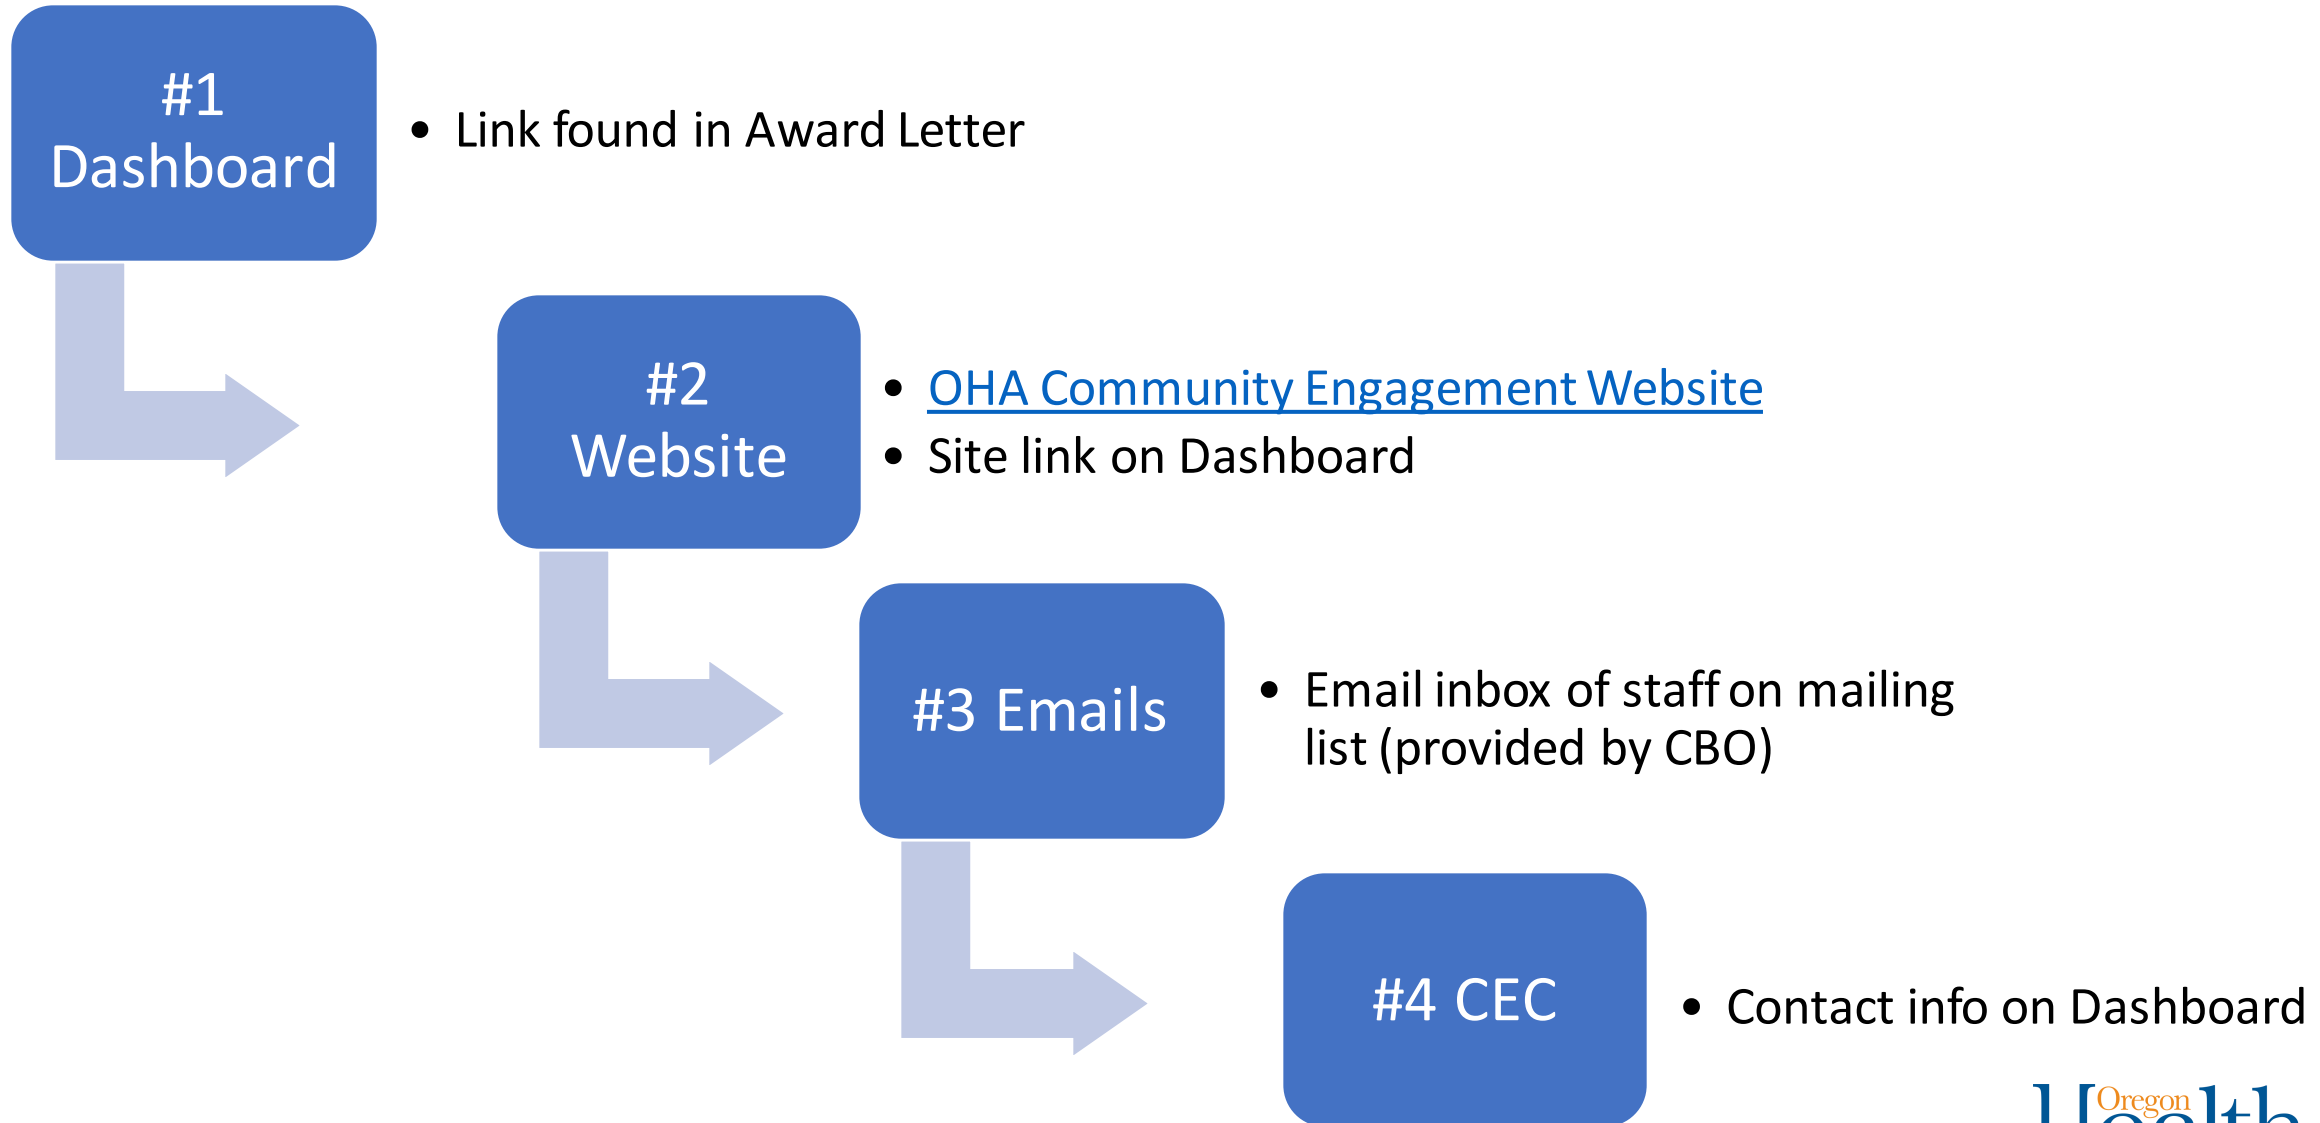 #1
Dashboard
• Link found in Award Letter
#2
Website
• OHA Community Engagement Website
• Site link on Dashboard
#3 Emails
• Email inbox of staff on mailing
list (provided by CBO)
#4 CEC
• Contact info on Dashboard
Oregon
Health